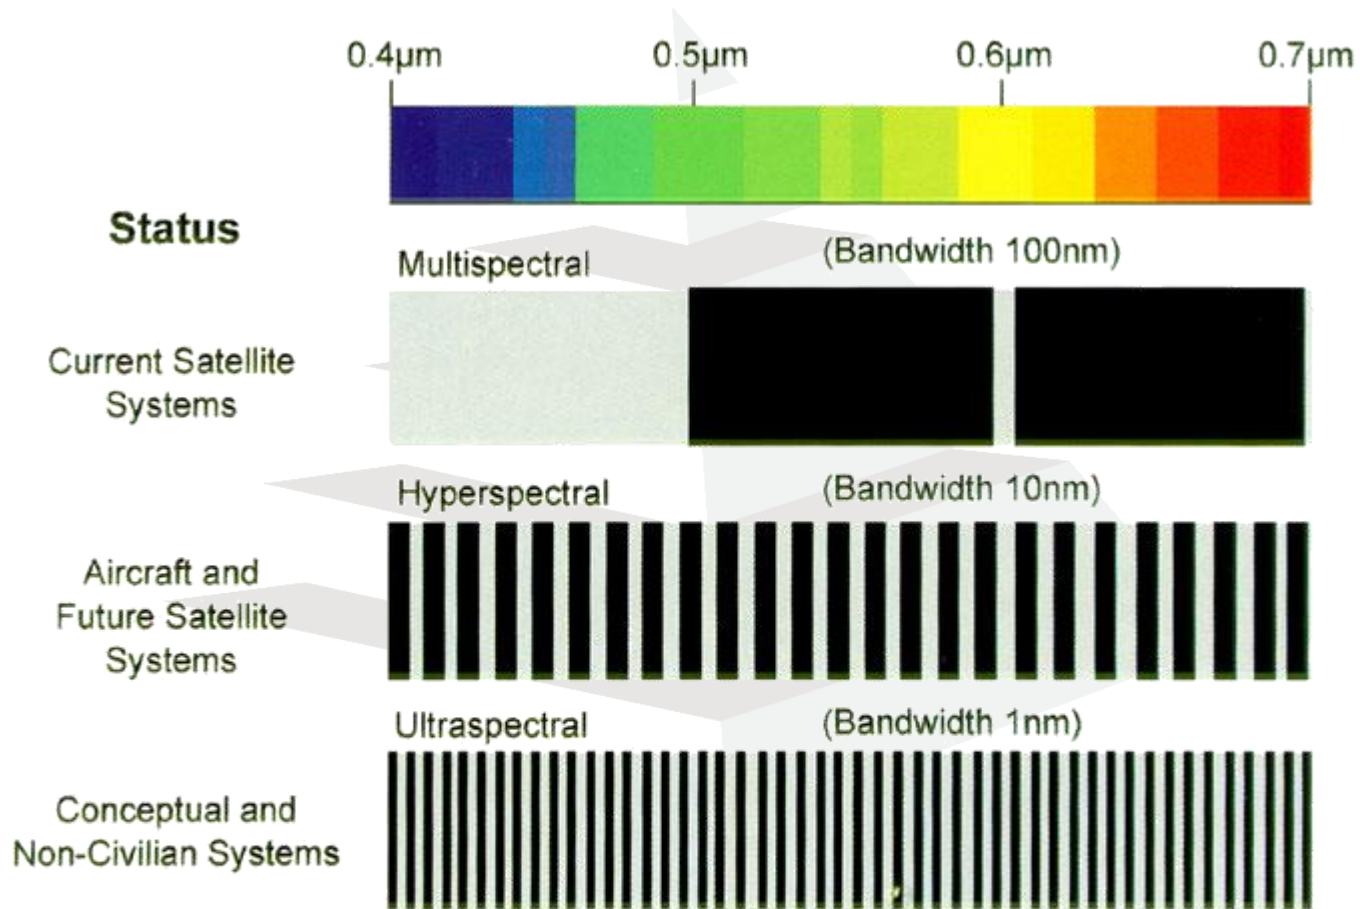 0.4µm 0.5µm 0.6µm 0.7µm
Status
Multispectral (Bandwidth 100nm)
Current Satellite
Systems
Hyperspectral (Bandwidth 10nm)
Aircraft and
Future Satellite
Systems
Ultraspectral (Bandwidth 1nm)
Conceptual and
Non-Civilian Systems